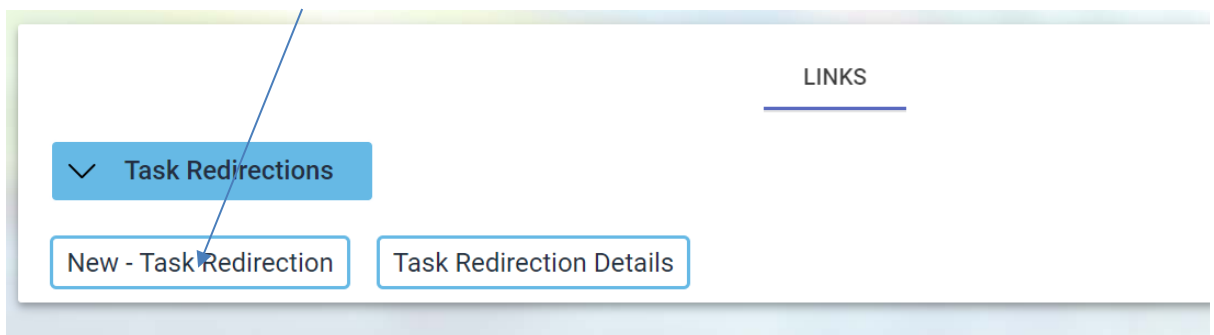 LINKS
Task Redirections
New - Task Redirection
Task Redirection Details